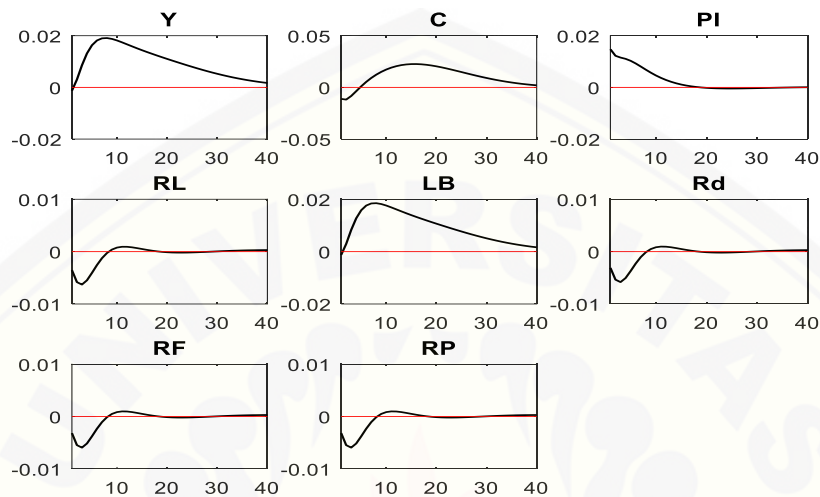 Y C PI
0.02 0.05 0.02
0 0 0
-0.02 -0.05 -0.02
10 20 30 40 10 20 30 40 10 20 30 40
RL LB Rd
0.01 0.02 0.01
0 0 0
-0.01 -0.02 -0.01
10 20 30 40 10 20 30 40 10 20 30 40
RF RP
0.01 0.01
0 0
-0.01 -0.01
10 20 30 40 10 20 30 40
UNIVERSITAS